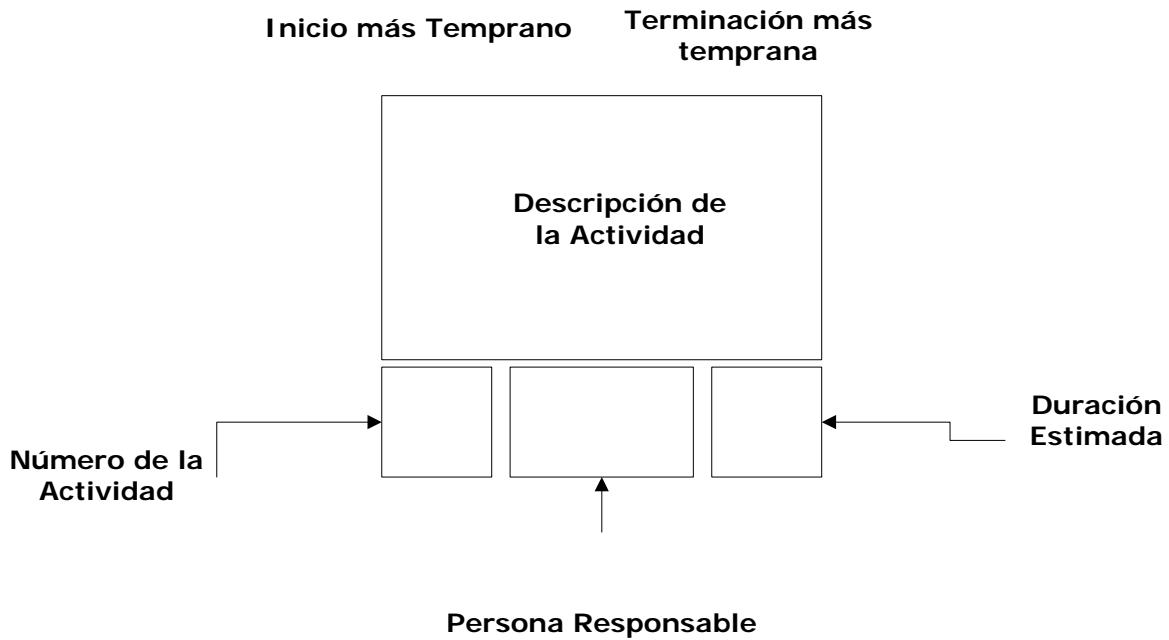 Inicio más Temprano
Terminación más
temprana
Descripción de
la Actividad
Duración
Estimada
Número de la
Actividad
Persona Responsable